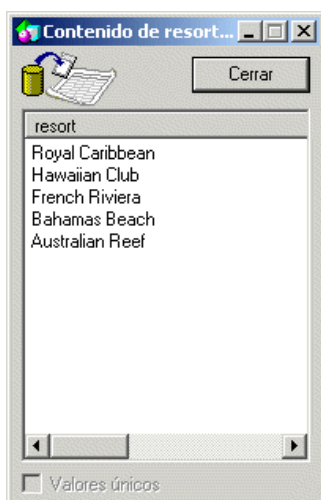 Contenido de resort...
Cerrar
resort
Royal Caribbean
Hawaiian Club
French Riviera
Bahamas Beach
Australian Reef
Valores únicos